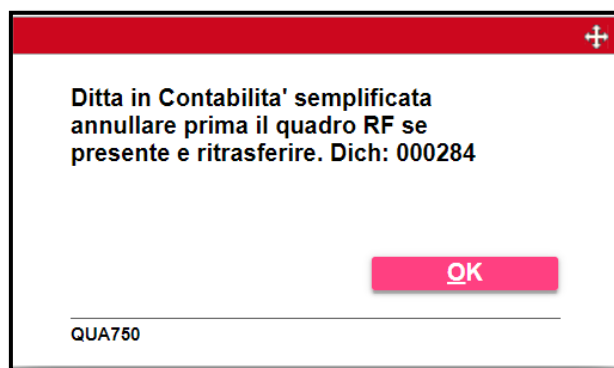 Ditta in Contabilita' semplificata
annullare prima il quadro RF se
presente e ritrasferire. Dich: 000284
OK
QUA750